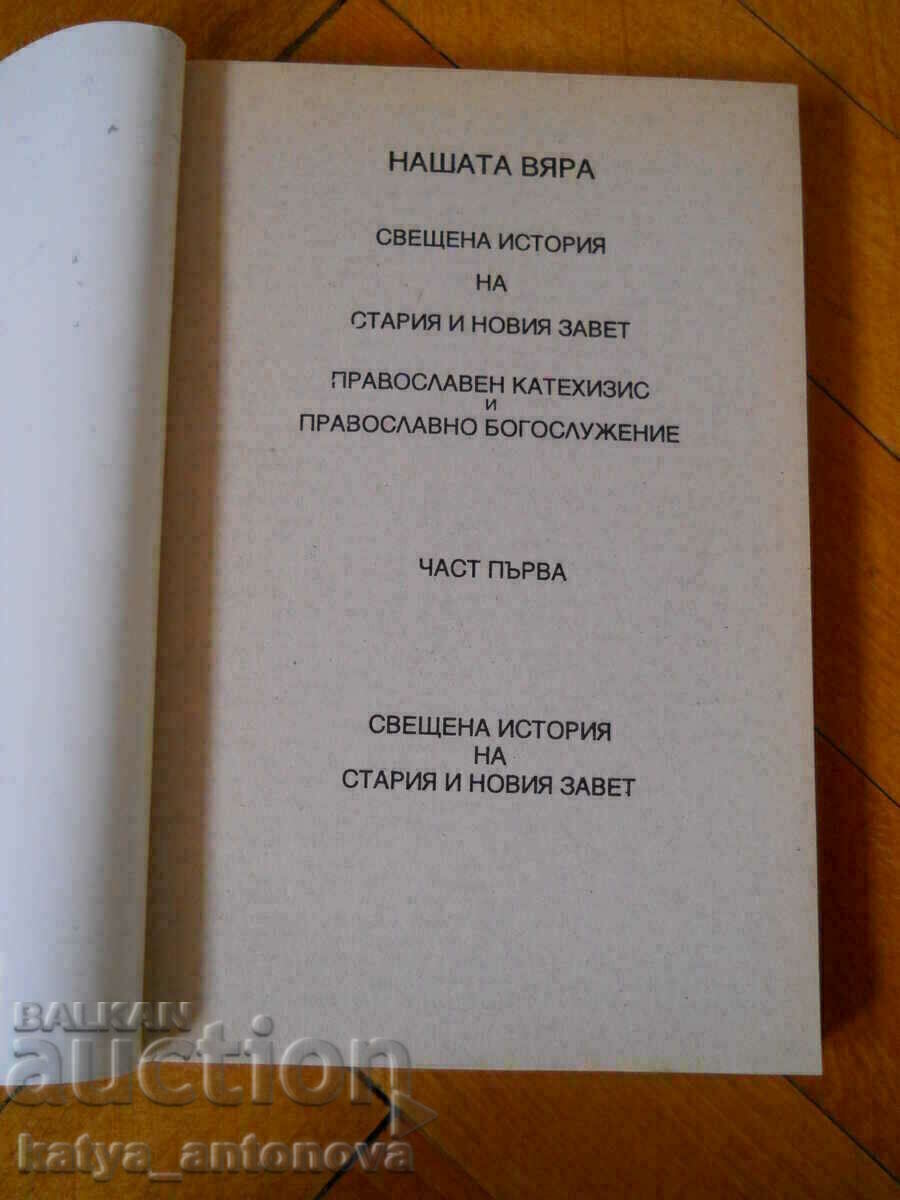 НАШАТА ВЯРА
СВЕЩЕНА ИСТОРИЯ
НА
СТАРИЯ И НОВИЯ ЗАВЕТ
ПРАВОСЛАВЕН КАТЕХИЗИС
и
ПРАВОСЛАВНО БОГОСЛУЖЕНИЕ
ЧАСТ ПЪРВА
СВЕЩЕНА ИСТОРИЯ
НА
СТАРИЯ И НОВИЯ ЗАВЕТ
BALKAN
auction
katya_antonova